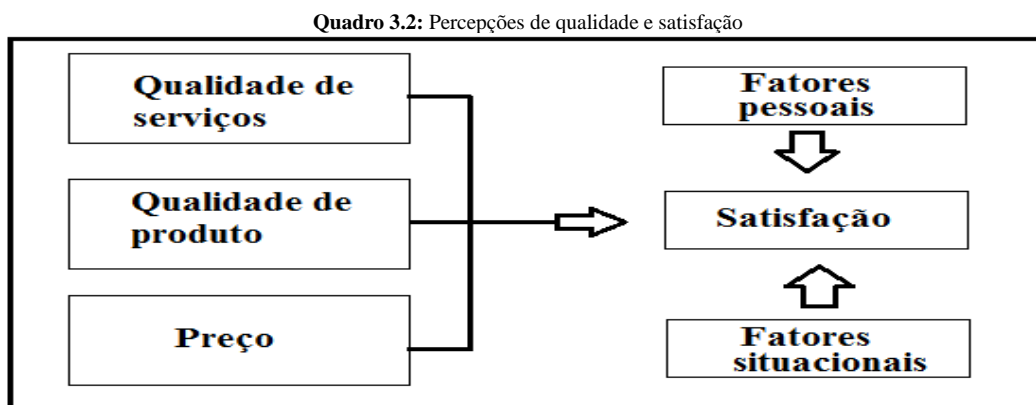 Quadro 3.2: Percepções de qualidade e satisfação
Qualidade de
serviços
Qualidade de
produto
Preço
Fatores
pessoais
Satisfação
Fatores
situacionais